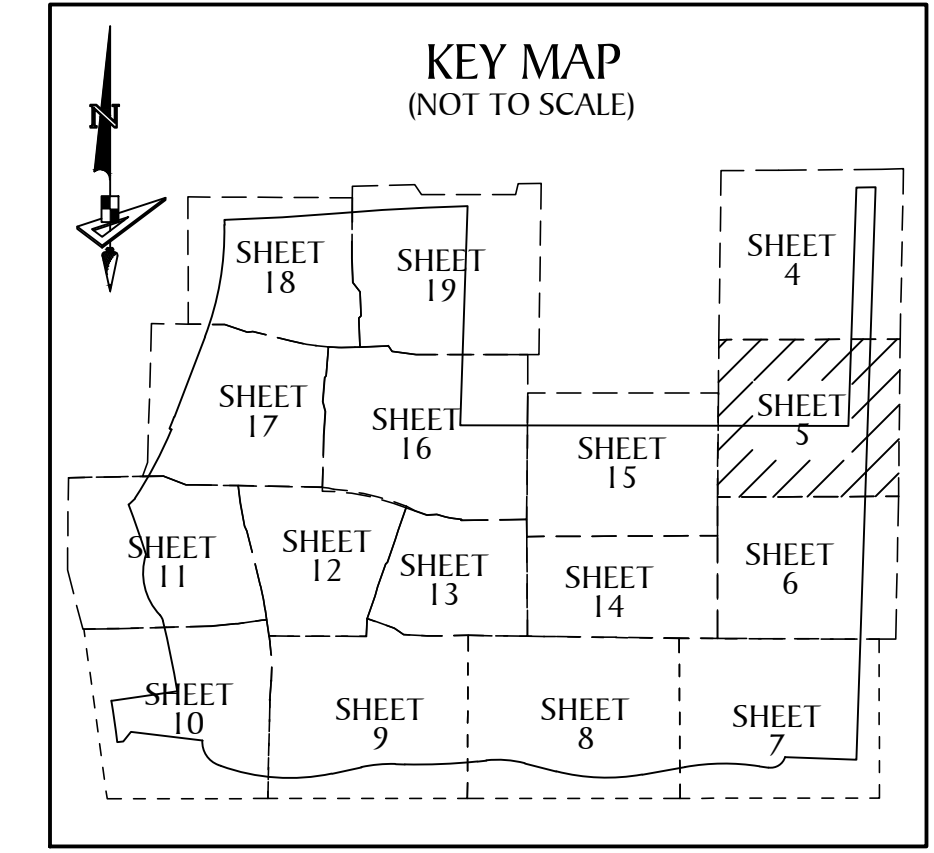 KEY MAP
(NOT TO SCALE)
N
SHEET
4
SHEET
18
SHEET
19
SHEET
5
SHEET
17
SHEET
16
SHEET
15
SHEET
11
SHEET
12
SHEET
13
SHEET
14
SHEET
6
SHEET
10
SHEET
9
SHEET
8
SHEET
7